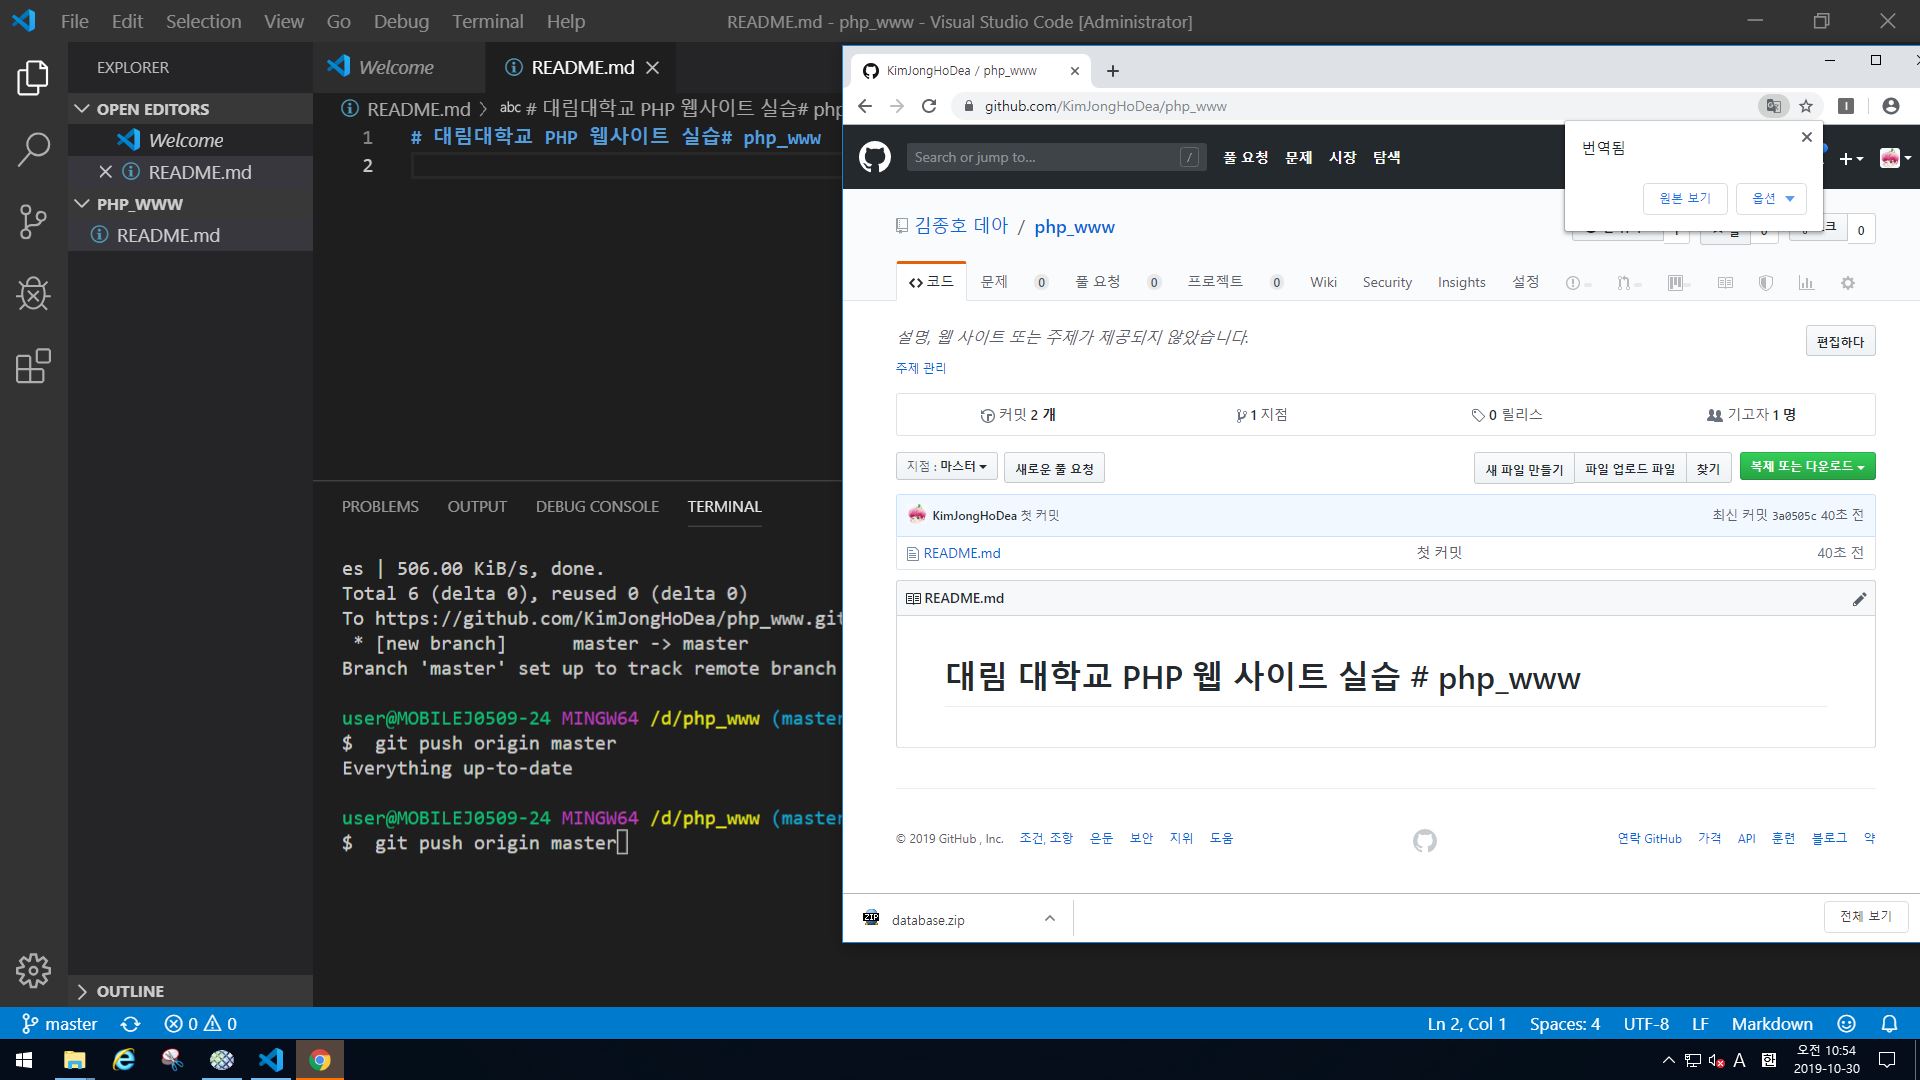 File Edit Selection View Go Debug Terminal Help
README.md - php_www - Visual Studio Code [Administrator]
EXPLORER
OPEN EDITORS
Welcome
README.md
PHP_WWW
README.md
OUTLINE
Welcome
README.md
README.md > abc # 대림대학교 PHP 웹사이트 실습# php
1 # 대림대학교 PHP 웹사이트 실습# php_www
2
PROBLEMS OUTPUT DEBUG CONSOLE TERMINAL
es | 506.00 KiB/s, done.
Total 6 (delta 0), reused 0 (delta 0)
To https://github.com/KimJongHoDea/php_www.git
* [new branch] master -> master
Branch 'master' set up to track remote branch
user@MOBILEJ0509-24 MINGW64 /d/php_www (master
$ git push origin master
Everything up-to-date
user@MOBILEJ0509-24 MINGW64 /d/php_www (master
$ git push origin master
KimJongHoDea / php_www
github.com/KimJongHoDea/php_www
Search or jump to... /
풀 요청 문제 시장 탐색
번역됨
원본 보기 옵션
김종호 데아 / php_www
크 0
코드 문제 0 풀 요청 0 프로젝트 0 Wiki Security Insights 설정
설명, 웹 사이트 또는 주제가 제공되지 않았습니다.
편집하다
주제 관리
커밋 2 개 1 지점 0 릴리스 기고자 1 명
지점 : 마스터 새로운 풀 요청 새 파일 만들기 파일 업로드 파일 찾기 복제 또는 다운로드
KimJongHoDea 첫 커밋 최신 커밋 3a0505c 40초 전
README.md 첫 커밋 40초 전
README.md
대림 대학교 PHP 웹 사이트 실습 # php_www
© 2019 GitHub , Inc. 조건, 조항 은둔 보안 지위 도움 연락 GitHub 가격 API 훈련 블로그 약
ZIP database.zip 전체 보기
master 0 0
Ln 2, Col 1 Spaces: 4 UTF-8 LF Markdown
A 한 오전 10:54
2019-10-30